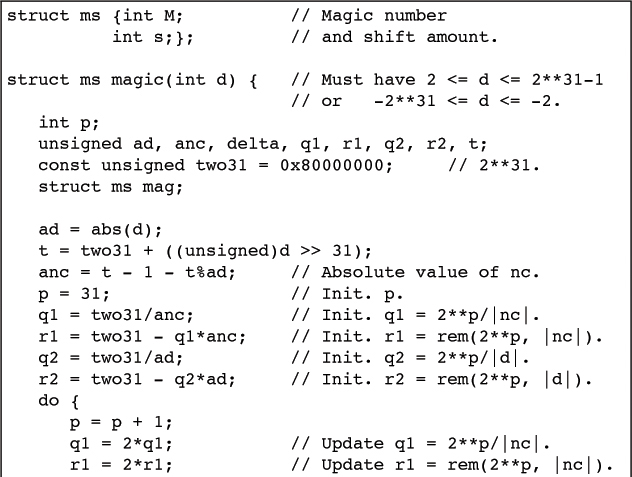 struct ms {int M;          // Magic number
           int s;};         // and shift amount.
struct ms magic(int d) {   // Must have 2 <= d <= 2**31-1
                           // or   -2**31 <= d <= -2.
   int p;
   unsigned ad, anc, delta, q1, r1, q2, r2, t;
   const unsigned two31 = 0x80000000;     // 2**31.
   struct ms mag;
   ad = abs(d);
   t = two31 + ((unsigned)d >> 31);
   anc = t - 1 - t%ad;     // Absolute value of nc.
   p = 31;                 // Init. p.
   q1 = two31/anc;         // Init. q1 = 2**p/|nc|.
   r1 = two31 - q1*anc;    // Init. r1 = rem(2**p, |nc|).
   q2 = two31/ad;          // Init. q2 = 2**p/|d|.
   r2 = two31 - q2*ad;     // Init. r2 = rem(2**p, |d|).
   do {
      p = p + 1;
      q1 = 2*q1;           // Update q1 = 2**p/|nc|.
      r1 = 2*r1;           // Update r1 = rem(2**p, |nc|).